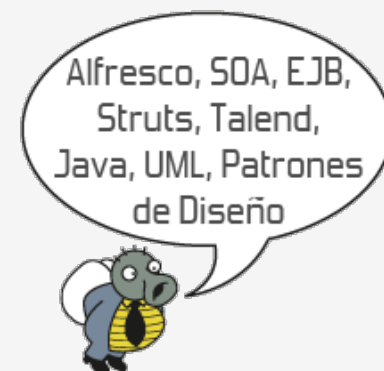 Alfresco, SOA, EJB,
Struts, Talend,
Java, UML, Patrones
de Diseño